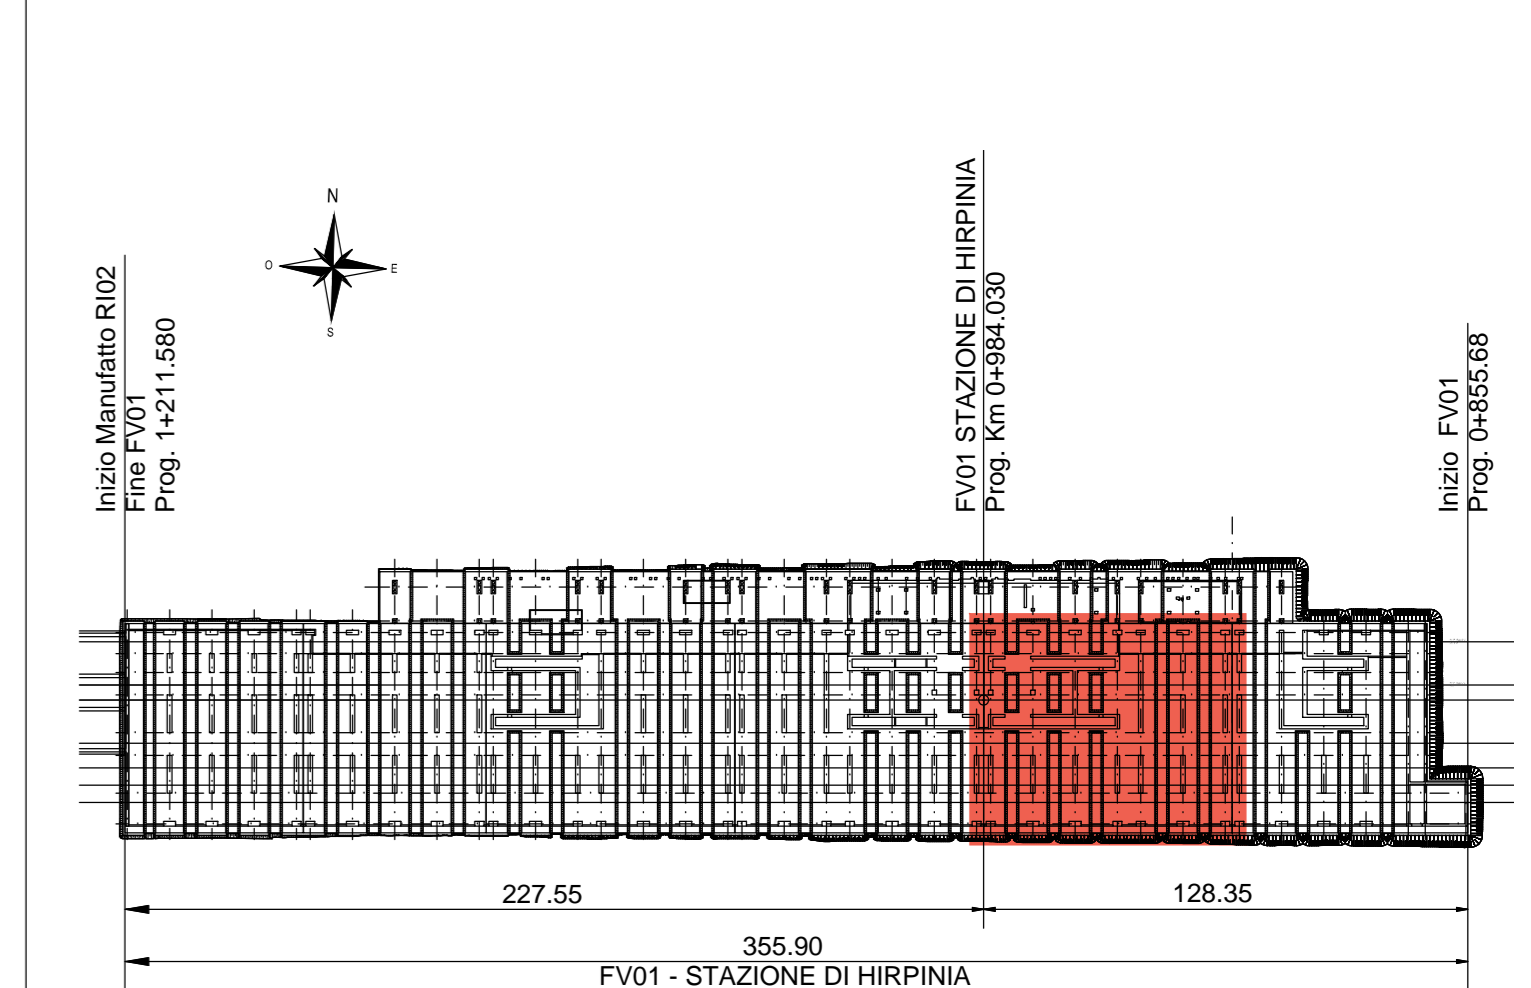 N
O
E
S
Inizio Manufatto RI02
Fine FV01
Prog. 1+211.580
FV01 STAZIONE DI HIRPINIA
Prog. Km 0+984.030
Inizio FV01
Prog. 0+855.68
227.55
128.35
355.90
FV01 - STAZIONE DI HIRPINIA